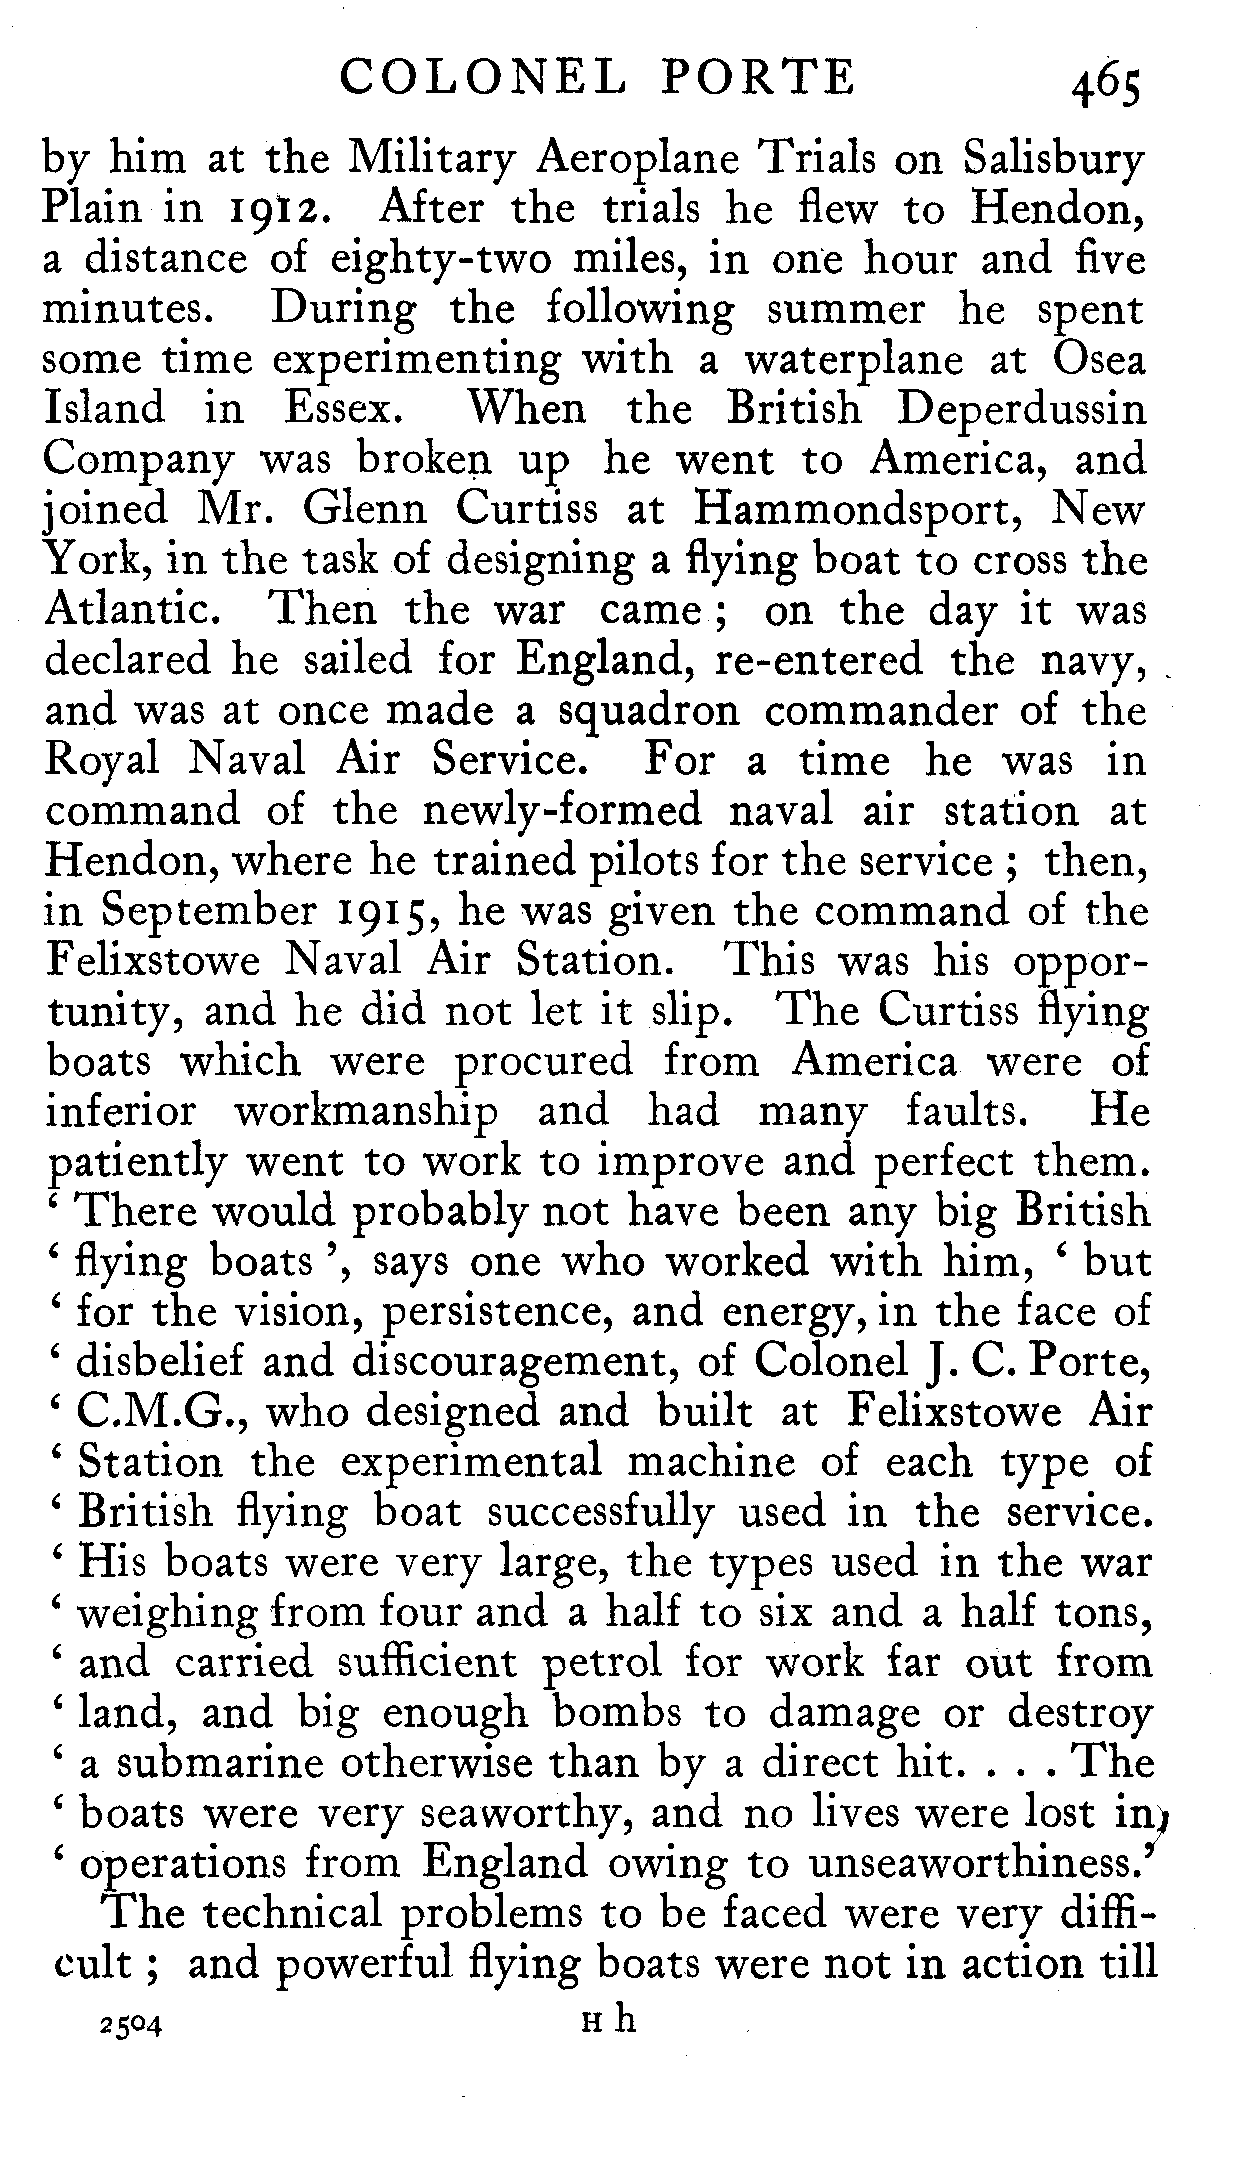 COLONEL PORTE 465
by him at the Military Aeroplane Trials on Salisbury
Plain in 1912. After the trials he flew to Hendon,
a distance of eighty-two miles, in one hour and five
minutes. During the following summer he spent
some time experimenting with a waterplane at Osea
Island in Essex. When the British Deperdussin
Company was broken up he went to America, and
joined Mr. Glenn Curtiss at Hammondsport, New
York, in the task of designing a flying boat to cross the
Atlantic. Then the war came ; on the day it was
declared he sailed for England, re-entered the navy,
and was at once made a squadron commander of the
Royal Naval Air Service. For a time he was in
command of the newly-formed naval air station at
Hendon, where he trained pilots for the service ; then,
in September 1915, he was given the command of the
Felixstowe Naval Air Station. This was his oppor-
tunity, and he did not let it slip. The Curtiss flying
boats which were procured from America were of
inferior workmanship and had many faults. He
patiently went to work to improve and perfect them.
‘ There would probably not have been any big British
‘ flying boats ’, says one who worked with him, ‘ but
‘ for the vision, persistence, and energy, in the face of
‘ disbelief and discouragement, of Colonel J. C. Porte,
‘ C.M.G., who designed and built at Felixstowe Air
‘ Station the experimental machine of each type of
‘ British flying boat successfully used in the service.
‘ His boats were very large, the types used in the war
‘ weighing from four and a half to six and a half tons,
‘ and carried sufficient petrol for work far out from
‘ land, and big enough bombs to damage or destroy
‘ a submarine otherwise than by a direct hit. . . . The
‘ boats were very seaworthy, and no lives were lost in
‘ operations from England owing to unseaworthiness.’
The technical problems to be faced were very diffi-
cult ; and powerful flying boats were not in action till
2504 H h